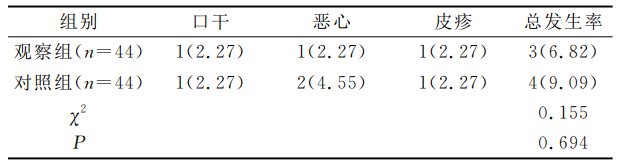 组别 口干 恶心 皮疹 总发生率
观察组(n=44) 1(2.27) 1(2.27) 1(2.27) 3(6.82)
对照组(n=44) 1(2.27) 2(4.55) 1(2.27) 4(9.09)
χ² 0.155
P 0.694